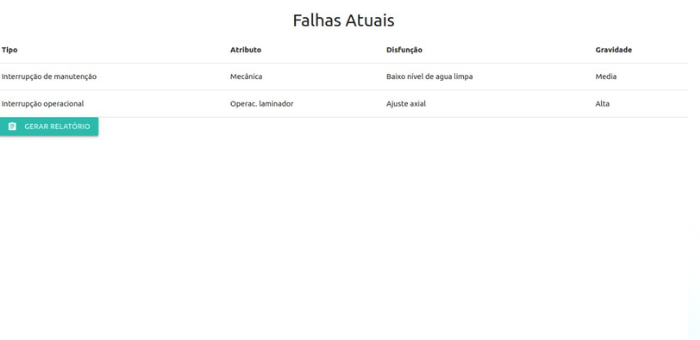 Falhas Atuais
Tipo Atributo Disfunção Gravidade
Interrupção de manutenção Mecânica Baixo nível de agua limpa Media
Interrupção operacional Operac. laminador Ajuste axial Alta
GERAR RELATÓRIO